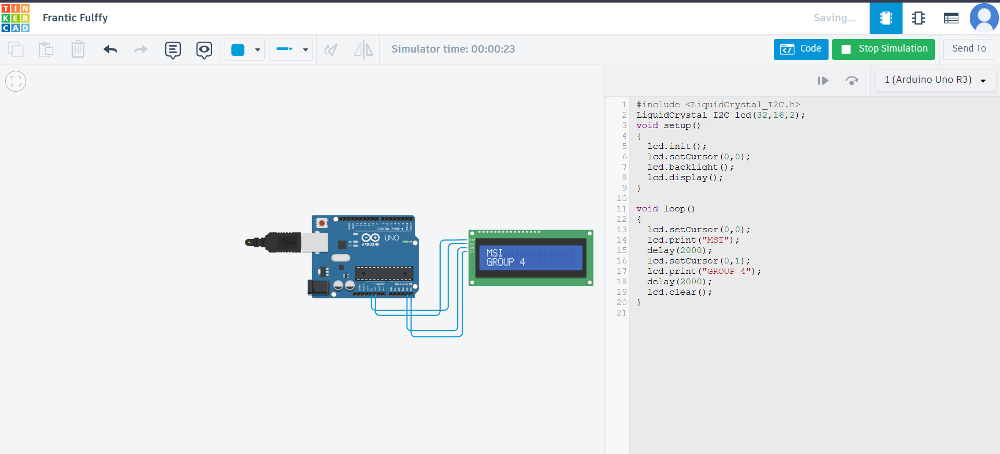 TIN
KER
CAD
Frantic Fulffy
Saving...
Simulator time: 00:00:23
Code
Stop Simulation
Send To
1 (Arduino Uno R3)
DIGITAL (PWM~)
UNO
ARDUINO
POWER
ANALOG IN
GND
VCC
SDA
SCL
MSI
GROUP 4
1 #include <LiquidCrystal_I2C.h>
2 LiquidCrystal_I2C lcd(32,16,2);
3 void setup()
4 {
5 lcd.init();
6 lcd.setCursor(0,0);
7 lcd.backlight();
8 lcd.display();
9 }
10
11 void loop()
12 {
13 lcd.setCursor(0,0);
14 lcd.print("MSI");
15 delay(2000);
16 lcd.setCursor(0,1);
17 lcd.print("GROUP 4");
18 delay(2000);
19 lcd.clear();
20 }
21